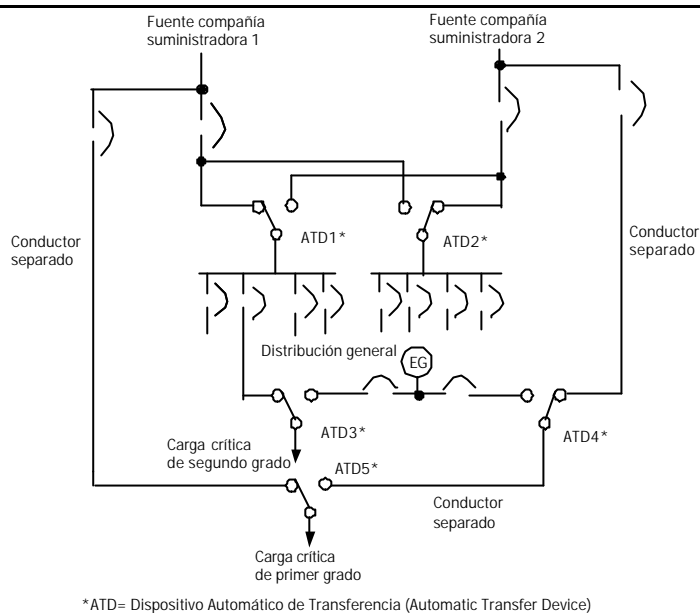 Fuente compañía
suministradora 1
Fuente compañía
suministradora 2
Conductor
separado
ATD1*
ATD2*
Conductor
separado
Distribución general
EG
ATD3*
ATD4*
Carga crítica
de segundo grado
ATD5*
Conductor
separado
Carga crítica
de primer grado
*ATD= Dispositivo Automático de Transferencia (Automatic Transfer Device)